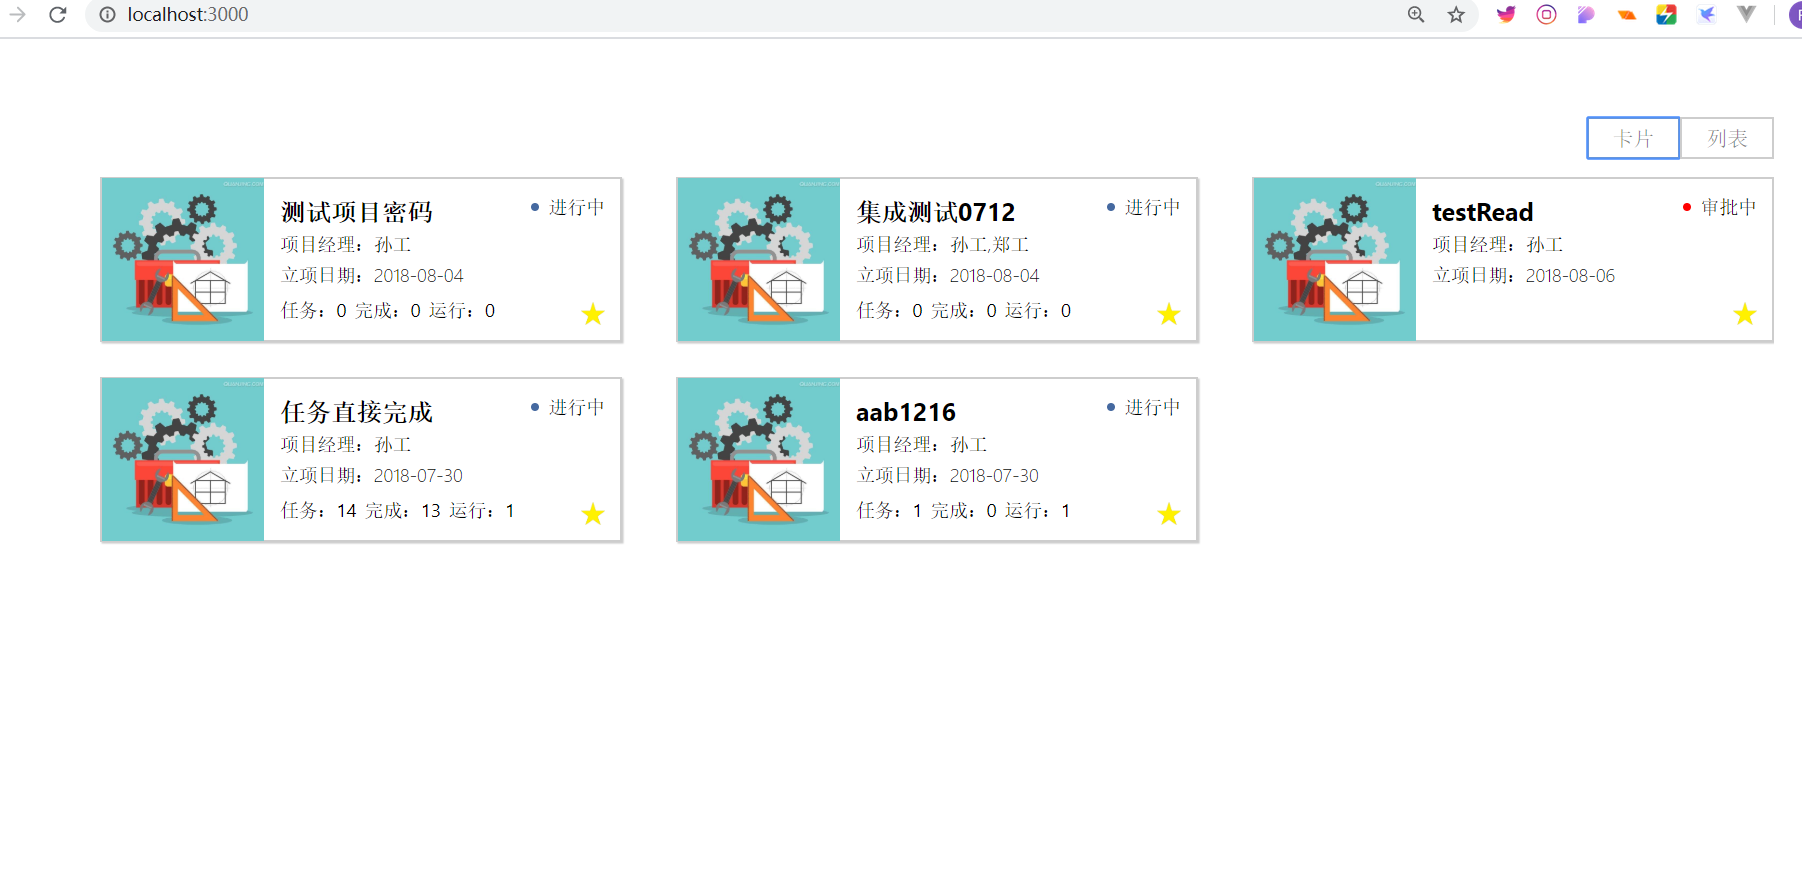 localhost:3000
卡片 列表
测试项目密码
进行中
项目经理：孙工
立项日期：2018-08-04
任务：0 完成：0 运行：0
集成测试0712
进行中
项目经理：孙工,郑工
立项日期：2018-08-04
任务：0 完成：0 运行：0
testRead
审批中
项目经理：孙工
立项日期：2018-08-06
任务直接完成
进行中
项目经理：孙工
立项日期：2018-07-30
任务：14 完成：13 运行：1
aab1216
进行中
项目经理：孙工
立项日期：2018-07-30
任务：1 完成：0 运行：1